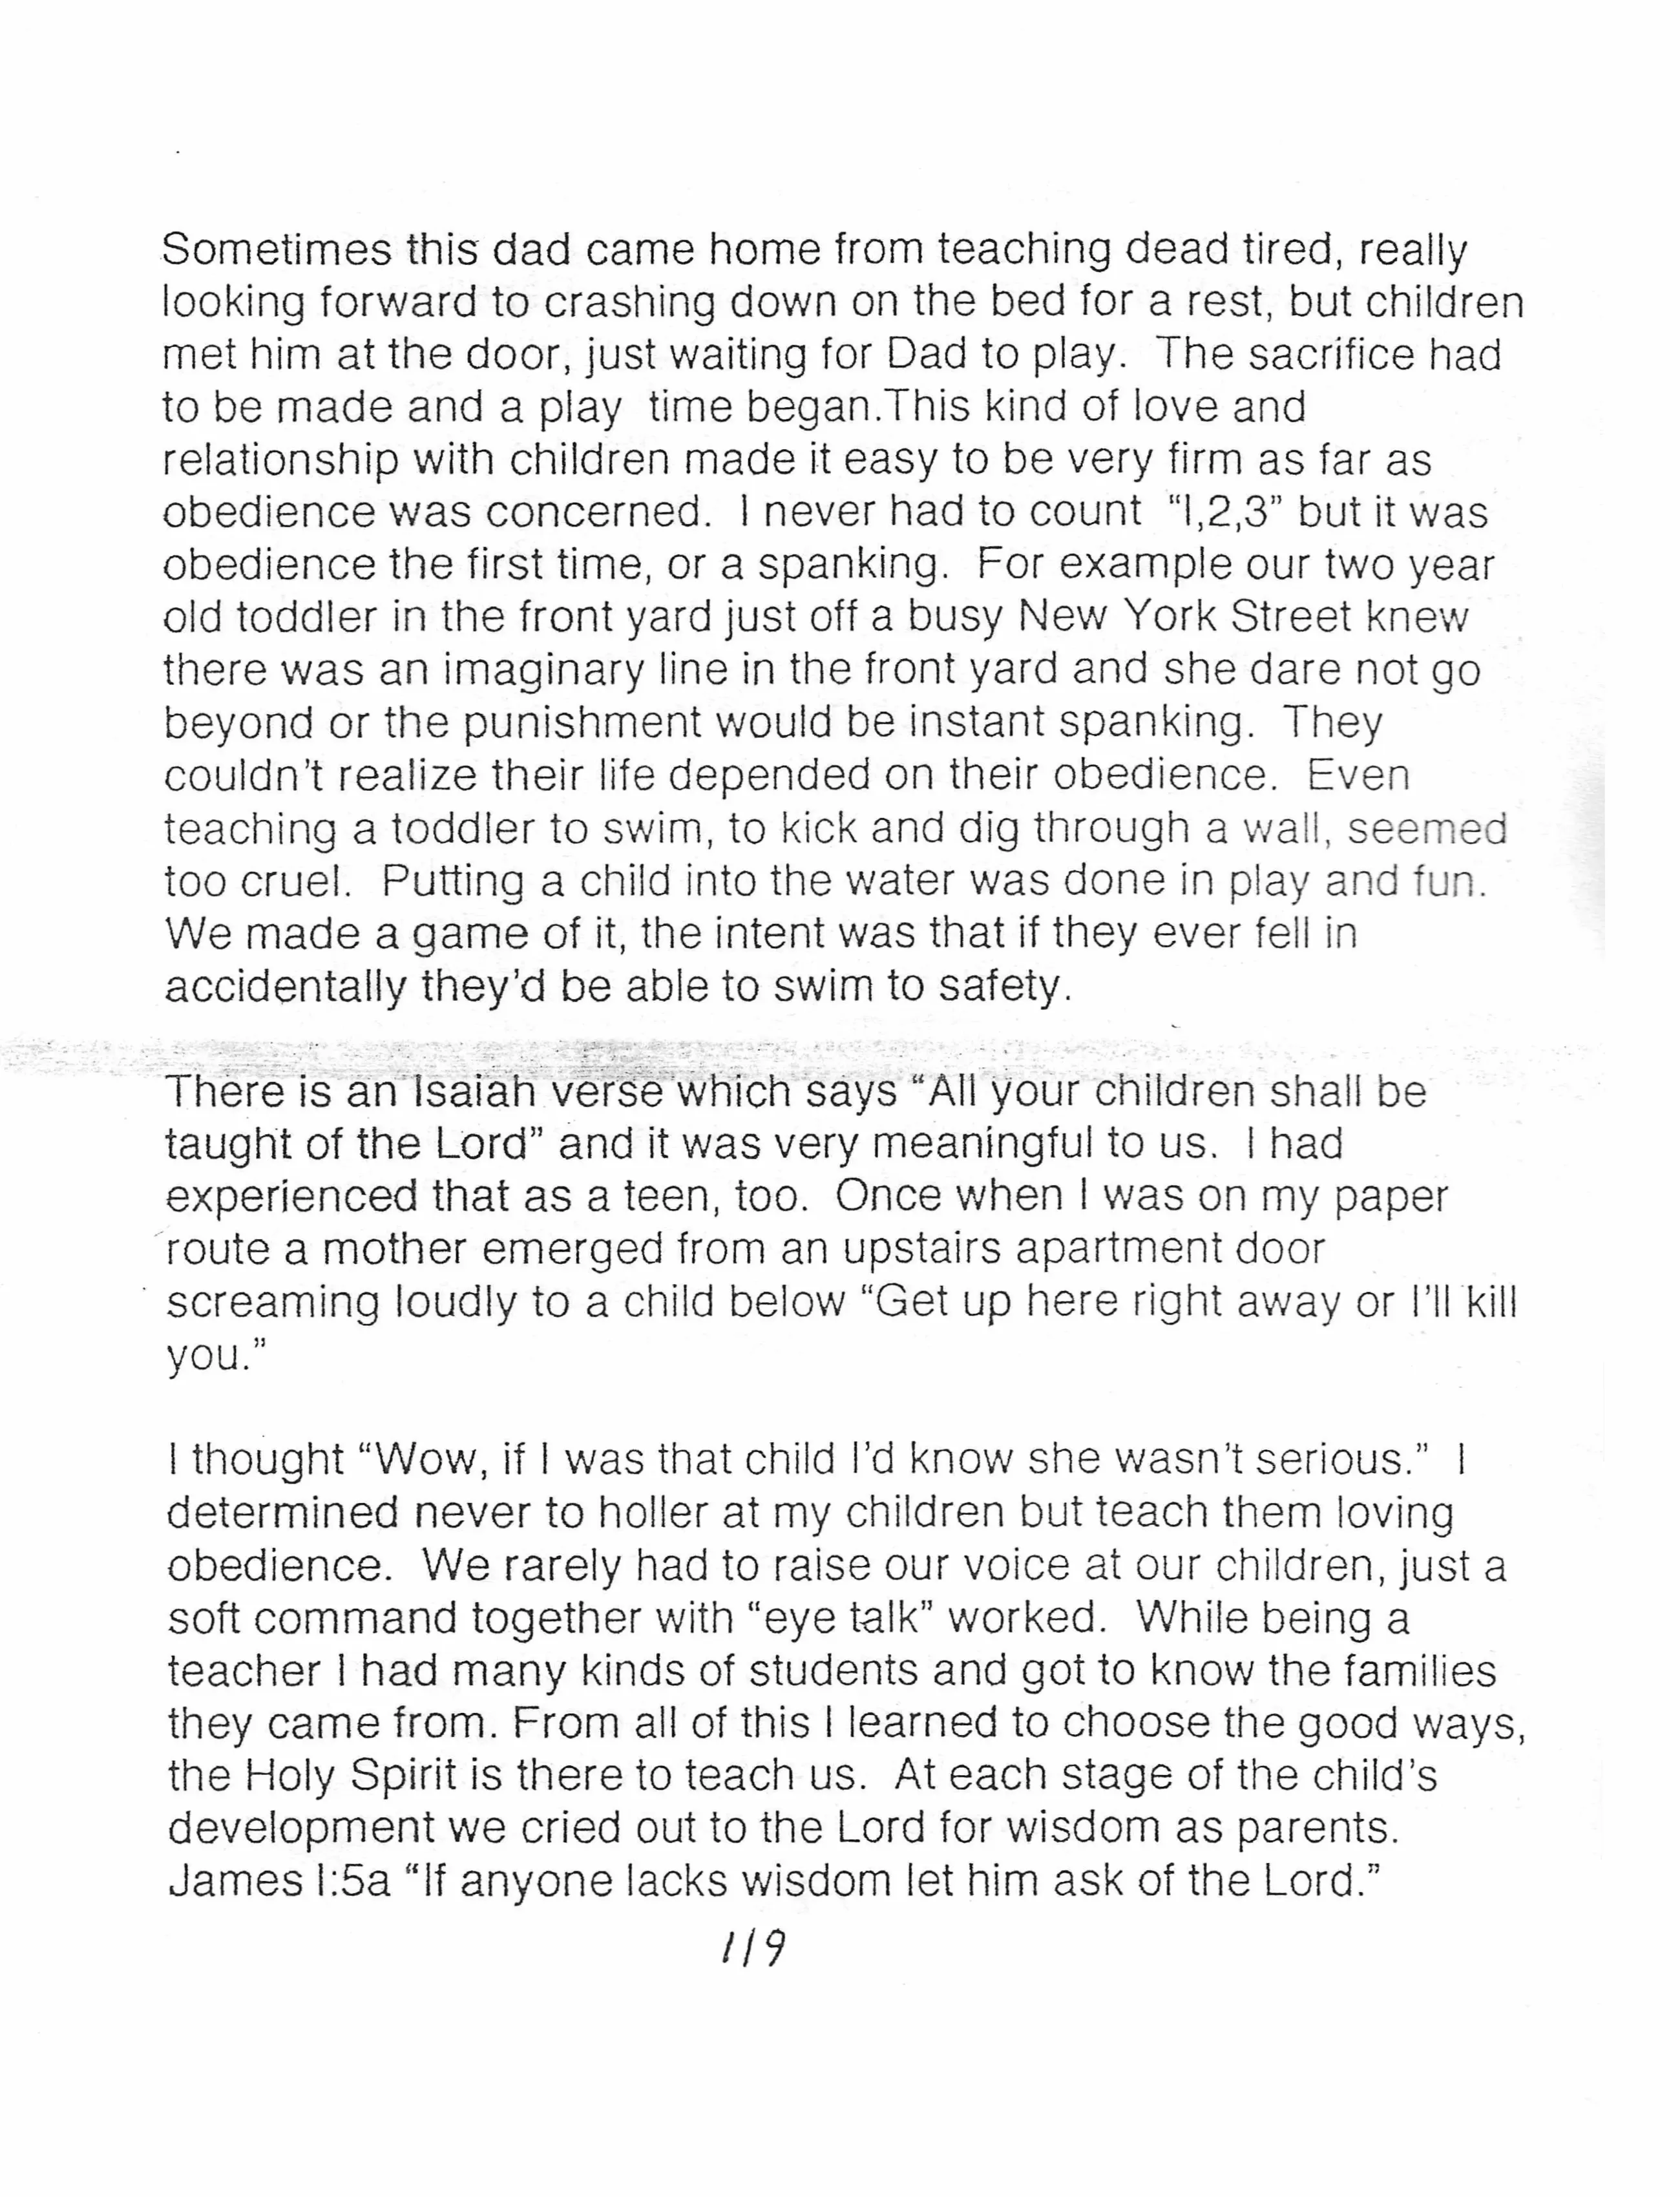 Sometimes this dad came home from teaching dead tired, really
looking forward to crashing down on the bed for a rest, but children
met him at the door, just waiting for Dad to play.  The sacrifice had
to be made and a play  time began.This kind of love and
relationship with children made it easy to be very firm as far as
obedience was concerned.  I never had to count  “I,2,3” but it was
obedience the first time, or a spanking.  For example our two year
old toddler in the front yard just off a busy New York Street knew
there was an imaginary line in the front yard and she dare not go
beyond or the punishment would be instant spanking.  They
couldn’t realize their life depended on their obedience.  Even
teaching a toddler to swim, to kick and dig through a wall, seemed
too cruel.  Putting a child into the water was done in play and fun.
We made a game of it, the intent was that if they ever fell in
accidentally they’d be able to swim to safety.

There is an Isaiah verse which says “All your children shall be
taught of the Lord” and it was very meaningful to us.  I had
experienced that as a teen, too.  Once when I was on my paper
route a mother emerged from an upstairs apartment door
screaming loudly to a child below “Get up here right away or I’ll kill
you.”

I thought “Wow, if I was that child I’d know she wasn’t serious.”  I
determined never to holler at my children but teach them loving
obedience.  We rarely had to raise our voice at our children, just a
soft command together with “eye talk” worked.  While being a
teacher I had many kinds of students and got to know the families
they came from. From all of this I learned to choose the good ways,
the Holy Spirit is there to teach us.  At each stage of the child’s
development we cried out to the Lord for wisdom as parents.
James I:5a “If anyone lacks wisdom let him ask of the Lord.”
119